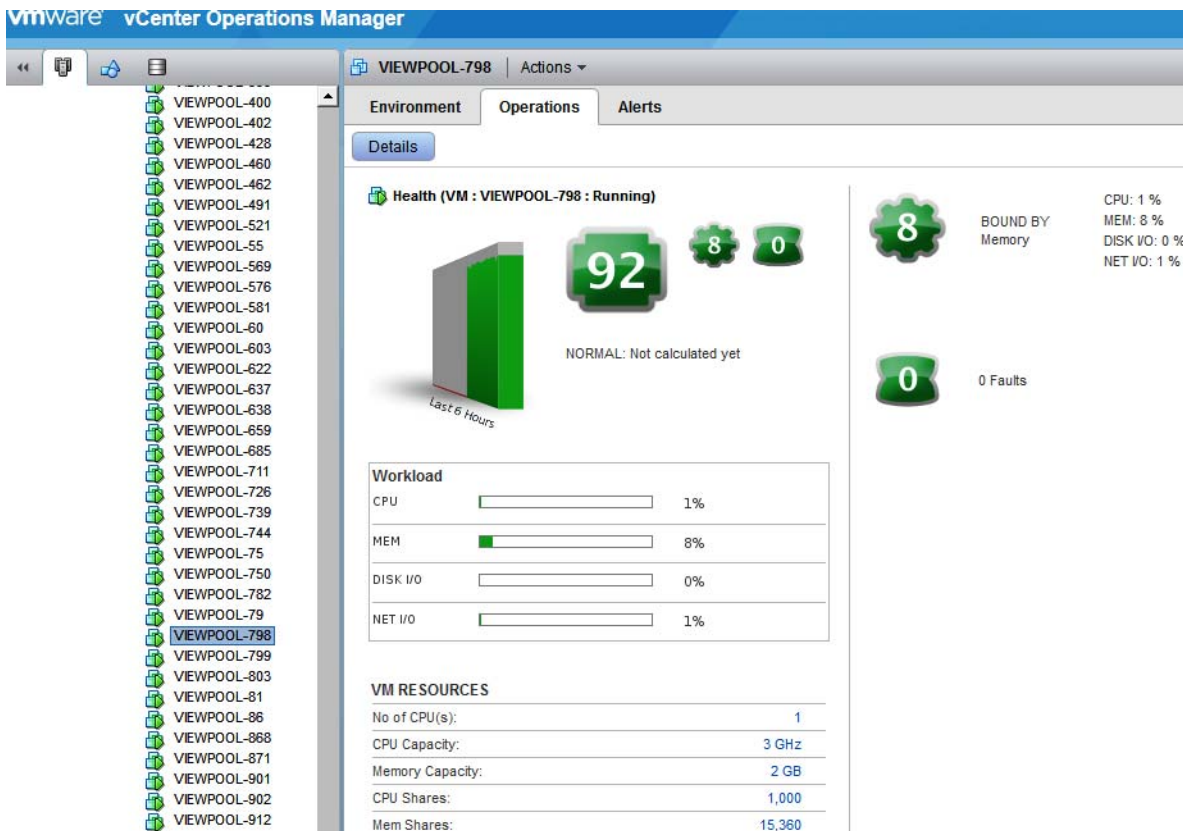 vmware vCenter Operations Manager
VIEWPOOL-400
VIEWPOOL-402
VIEWPOOL-428
VIEWPOOL-460
VIEWPOOL-462
VIEWPOOL-491
VIEWPOOL-521
VIEWPOOL-55
VIEWPOOL-569
VIEWPOOL-576
VIEWPOOL-581
VIEWPOOL-60
VIEWPOOL-603
VIEWPOOL-622
VIEWPOOL-637
VIEWPOOL-638
VIEWPOOL-659
VIEWPOOL-685
VIEWPOOL-711
VIEWPOOL-726
VIEWPOOL-739
VIEWPOOL-744
VIEWPOOL-75
VIEWPOOL-750
VIEWPOOL-782
VIEWPOOL-79
VIEWPOOL-798
VIEWPOOL-799
VIEWPOOL-803
VIEWPOOL-81
VIEWPOOL-86
VIEWPOOL-868
VIEWPOOL-871
VIEWPOOL-901
VIEWPOOL-902
VIEWPOOL-912
VIEWPOOL-798 Actions
Environment Operations Alerts
Details
Health (VM : VIEWPOOL-798 : Running)
92 8 0
NORMAL: Not calculated yet
Last 6 Hours
8 BOUND BY
Memory
CPU: 1 %
MEM: 8 %
DISK I/O: 0 %
NET I/O: 1 %
0 0 Faults
Workload
CPU 1%
MEM 8%
DISK I/O 0%
NET I/O 1%
VM RESOURCES
No of CPU(s): 1
CPU Capacity: 3 GHz
Memory Capacity: 2 GB
CPU Shares: 1,000
Mem Shares: 15,360